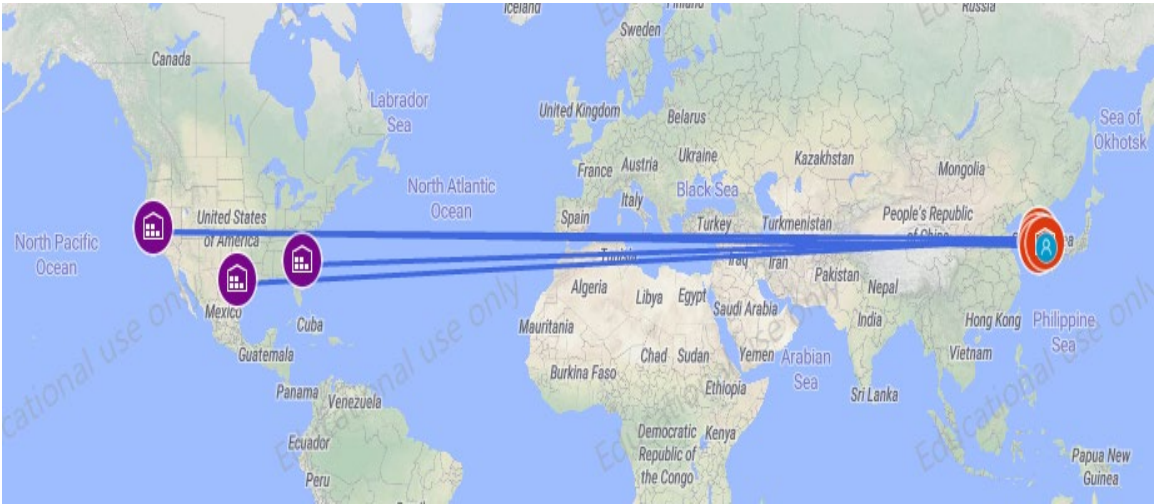 Iceland
Russia
Sweden
Canada
Labrador
Sea
United Kingdom
Belarus
Sea of
Okhotsk
Ukraine
Kazakhstan
Mongolia
France
Austria
North Atlantic
Ocean
Italy
Black Sea
Spain
United States
of America
Turkey
Turkmenistan
People's Republic
of China
North Pacific
Ocean
Tunisia
Iraq
Iran
Pakistan
Nepal
Algeria
Libya
Egypt
Saudi Arabia
Mexico
Cuba
Mauritania
India
Hong Kong
Philippine
Sea
Guatemala
Chad
Sudan
Yemen
Arabian
Sea
Vietnam
Burkina Faso
Ethiopia
Sri Lanka
Panama
Venezuela
Ecuador
Democratic
Republic of
the Congo
Kenya
Peru
Papua New
Guinea
cational use only
Educational use only